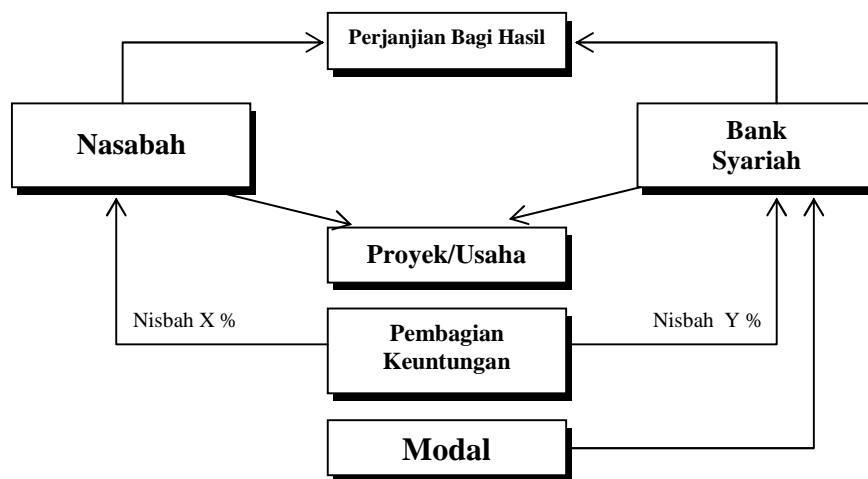 Perjanjian Bagi Hasil
Nasabah
Bank
Syariah
Proyek/Usaha
Nisbah X %
Nisbah Y %
Pembagian
Keuntungan
Modal